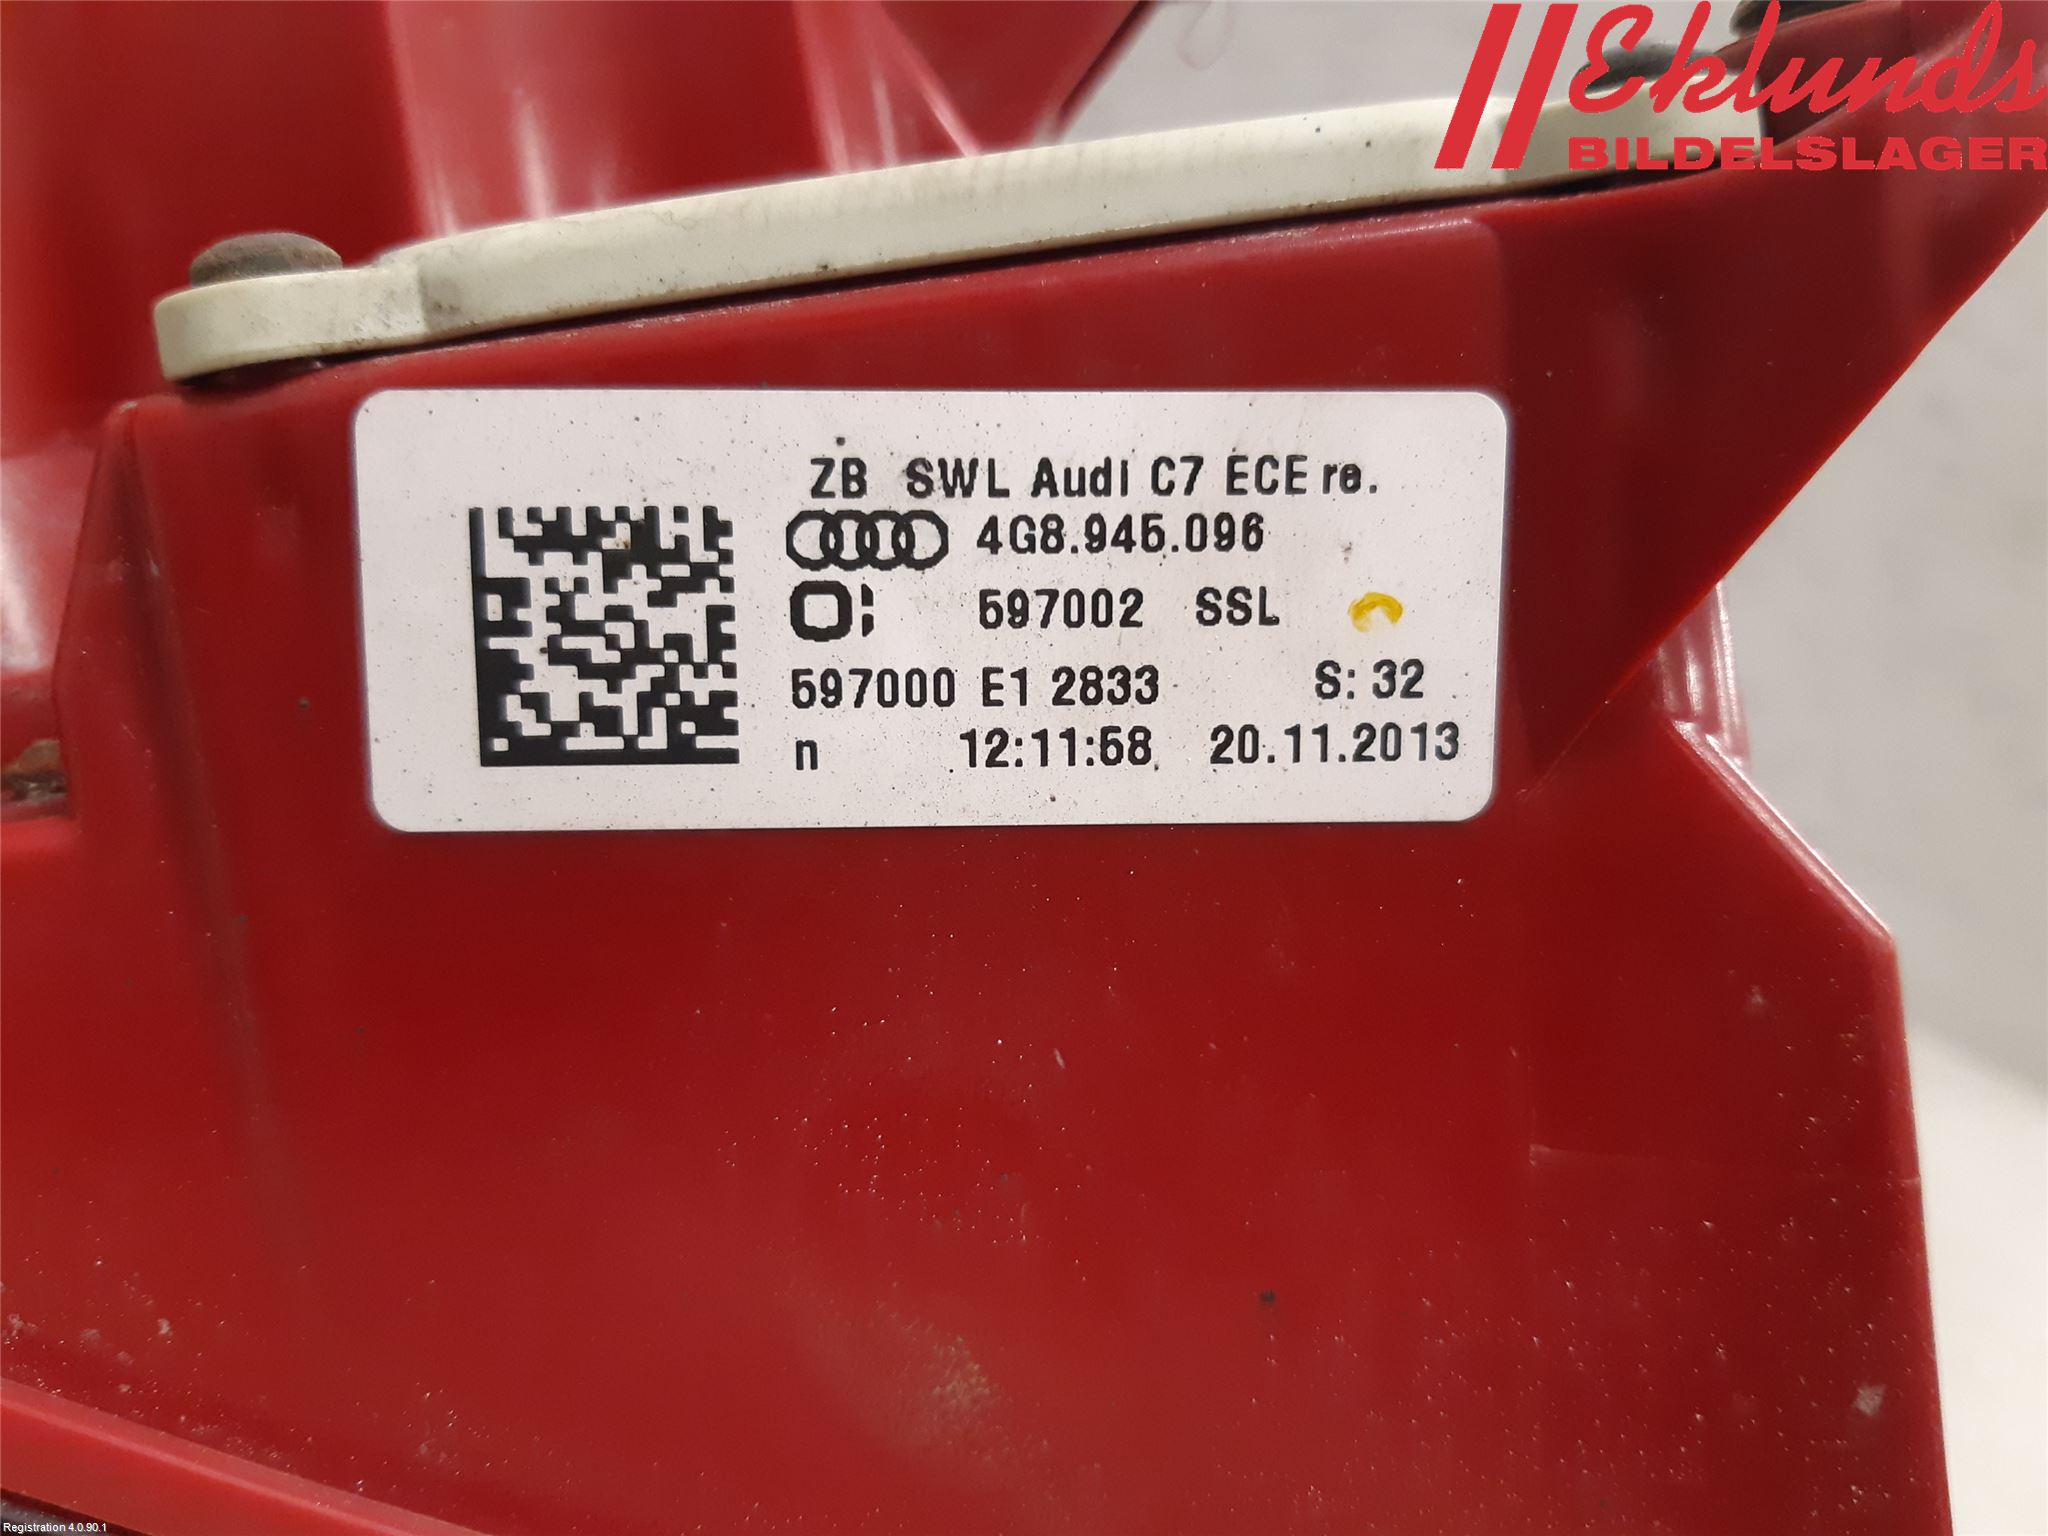 Eklunds
BILDELSLAGER
ZB SWL Audi C7 ECE re.
4G8.945.096
597002 SSL
597000 E1 2833 S: 32
n 12:11:58 20.11.2013
Registration 4.0.90.1